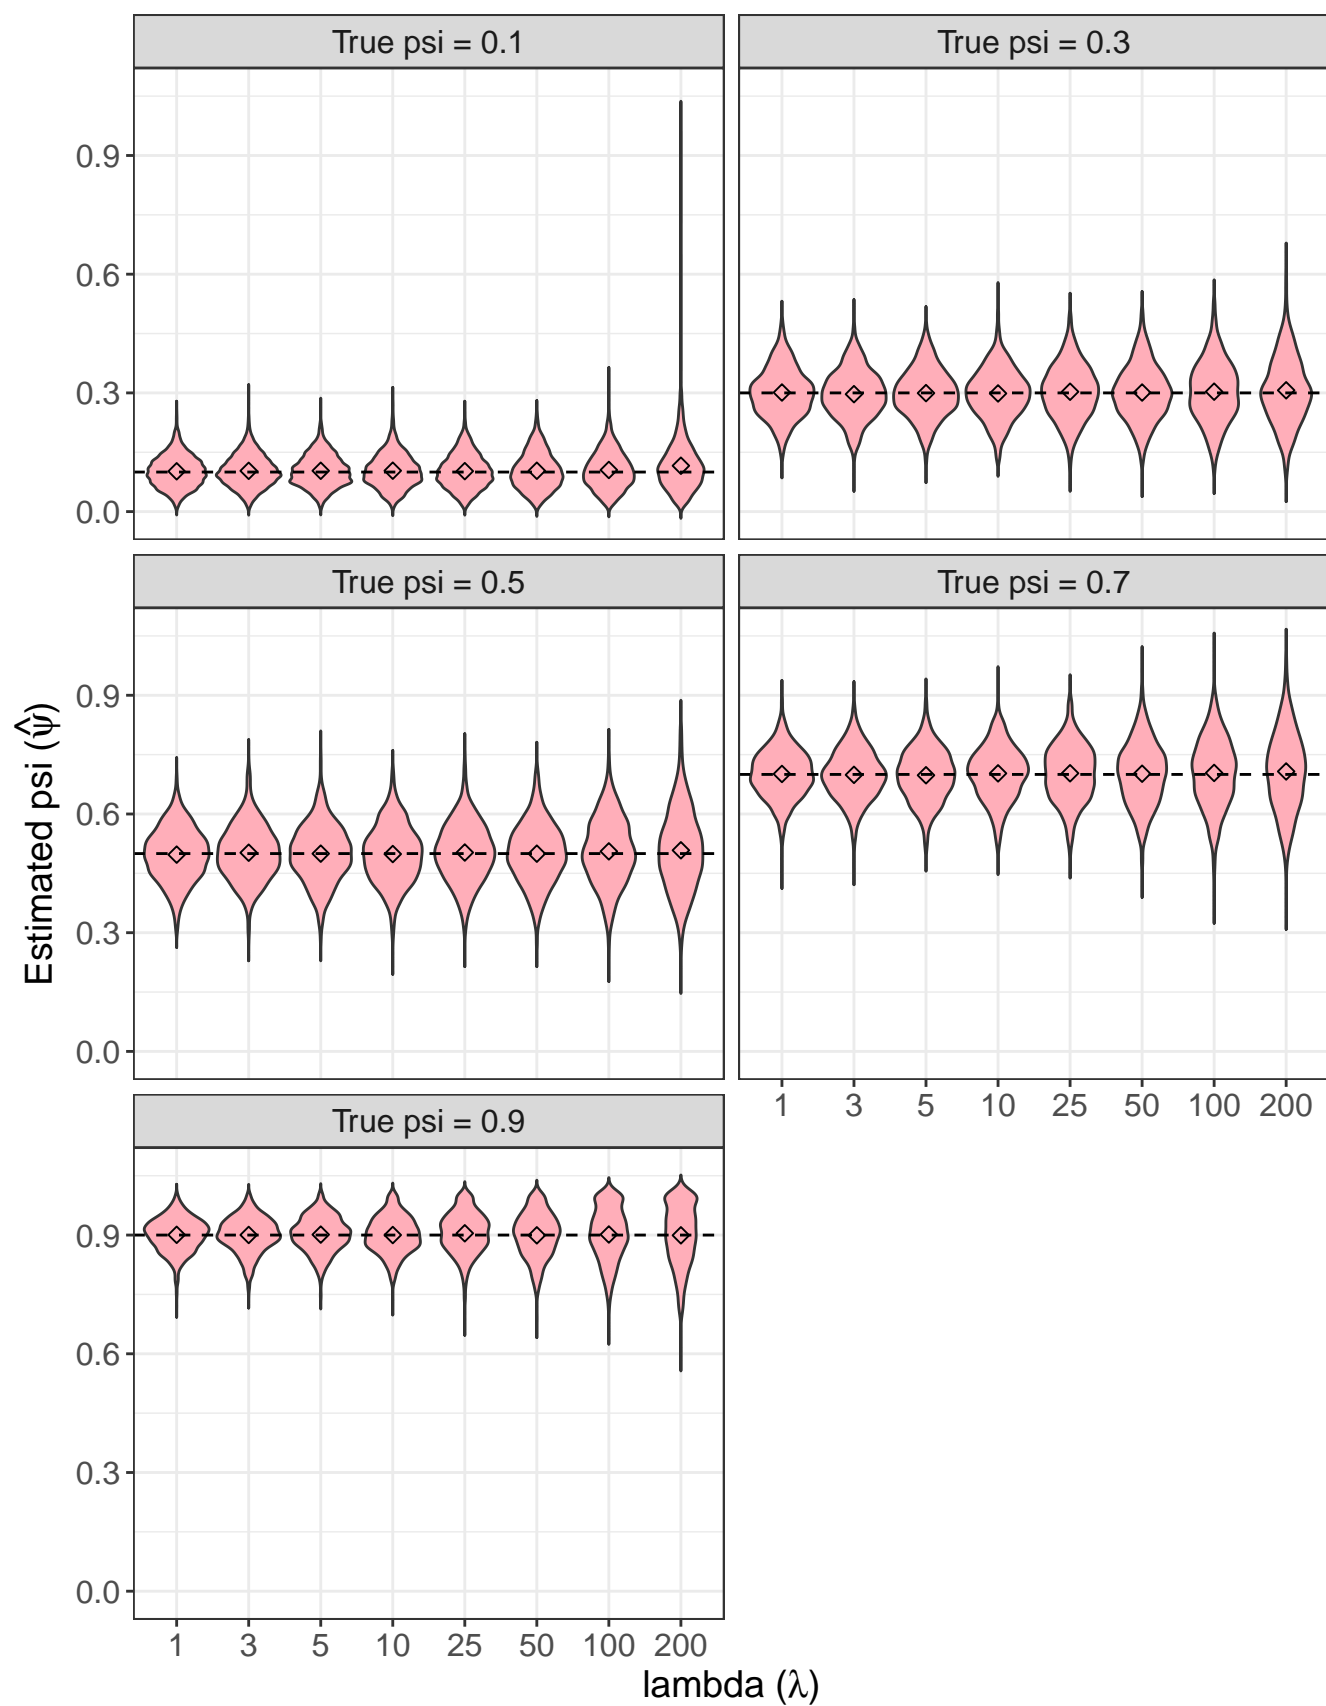 True psi = 0.1
True psi = 0.3
0.9
0.6
0.3
0.0
True psi = 0.5
True psi = 0.7
0.9
0.6
0.3
0.0
1 3 5 10 25 50 100 200
True psi = 0.9
0.9
0.6
0.3
0.0
1 3 5 10 25 50 100 200
Estimated psi (ψ̂)
lambda (λ)